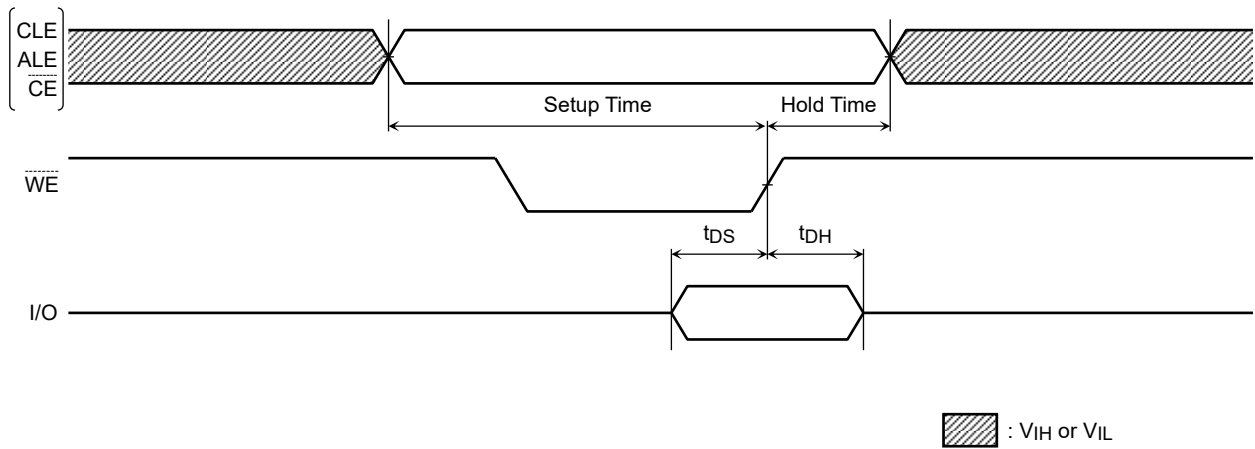 CLE
ALE
CE
Setup Time
Hold Time
WE
tDS
tDH
I/O
: VIH or VIL